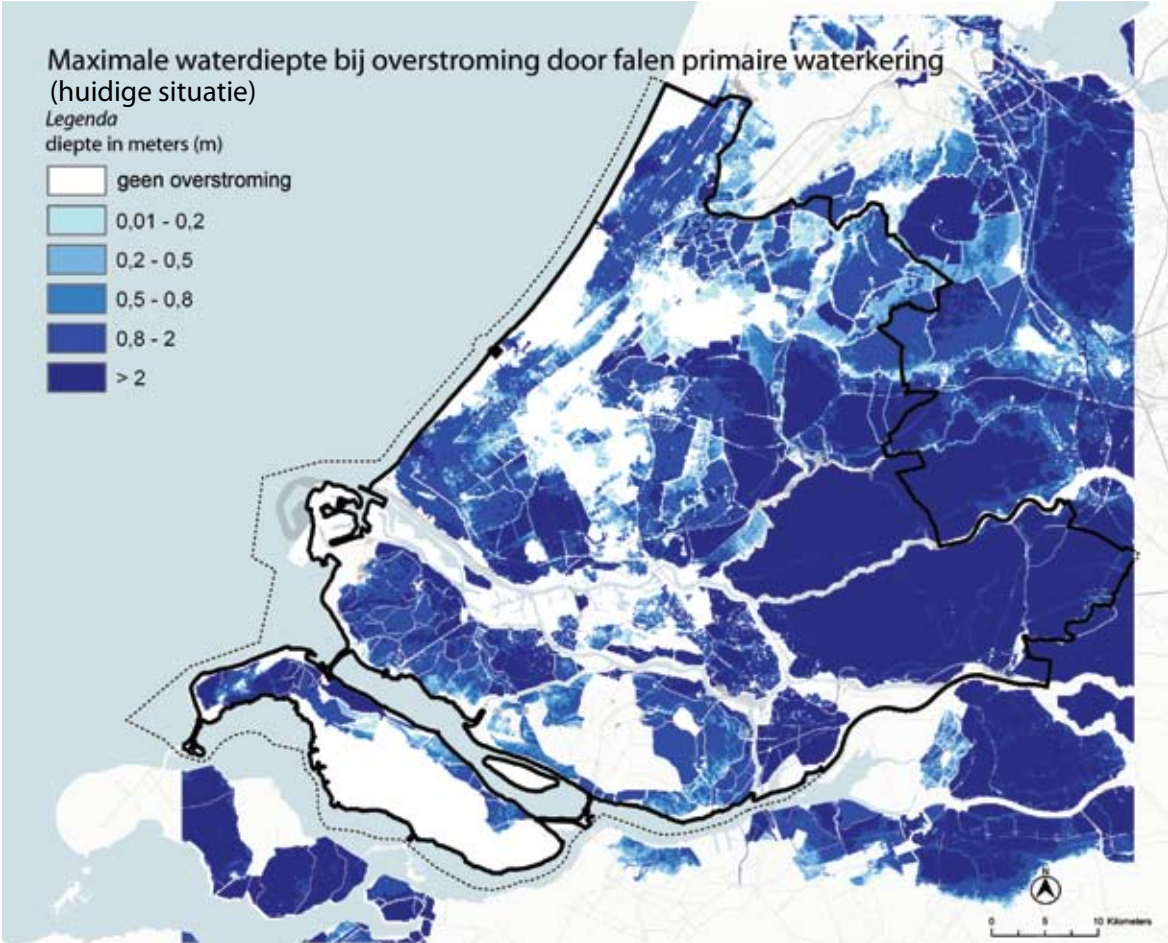 Maximale waterdiepte bij overstroming door falen primaire waterkering
(huidige situatie)
Legenda
diepte in meters (m)
geen overstroming
0,01 - 0,2
0,2 - 0,5
0,5 - 0,8
0,8 - 2
> 2
N
0 5 10 Kilometers